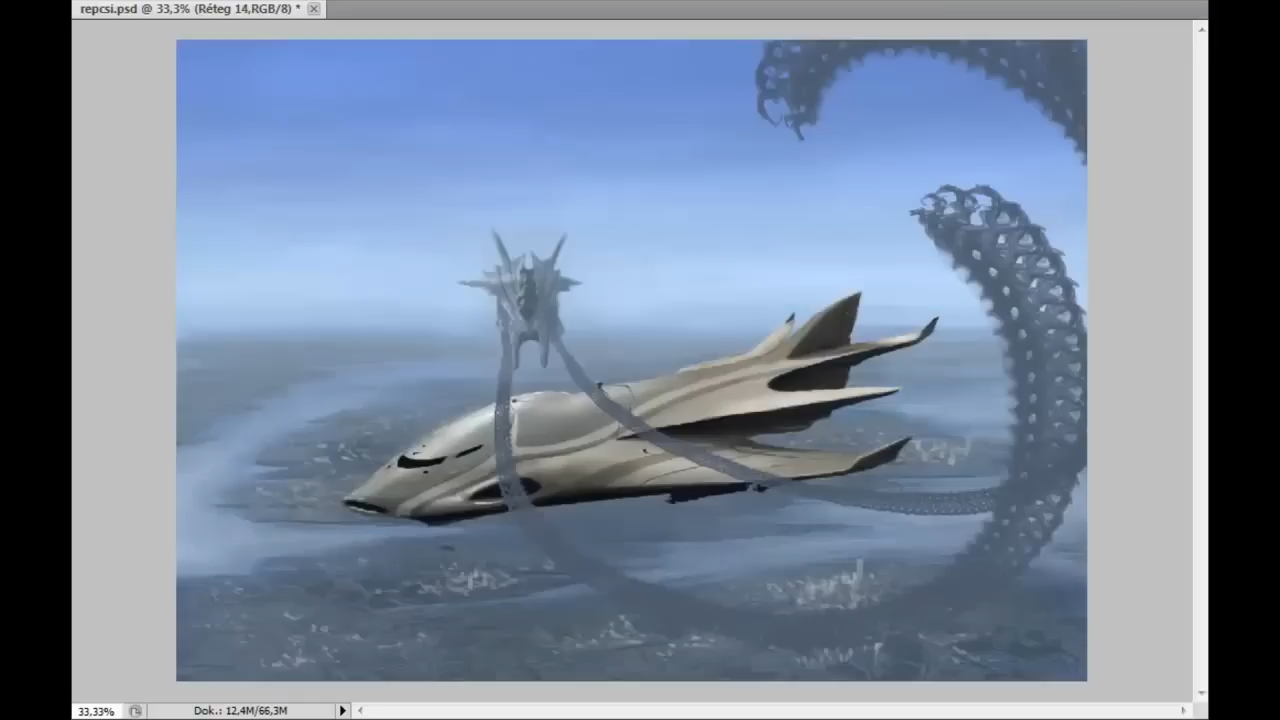 repcsi.psd @ 33,3% (Réteg 14,RGB/8) *
33,33%
Dok.: 12,4M/66,3M